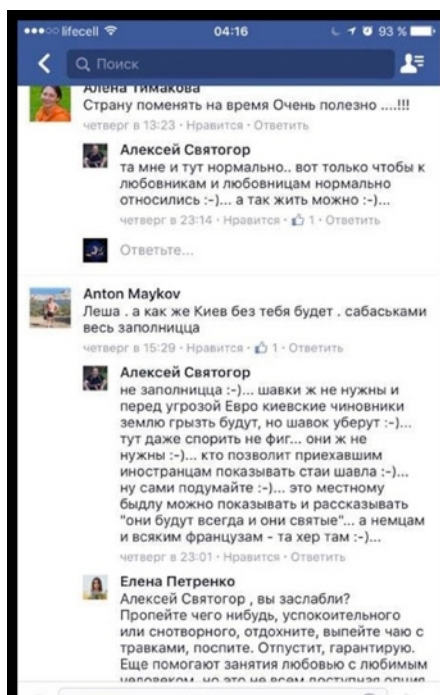 lifecell 04:16 93 %
Поиск
Алена Тимакова
Страну поменять на время Очень полезно ....!!!
четверг в 13:23 · Нравится · Ответить
Алексей Святогор
та мне и тут нормально.. вот только чтобы к
любовникам и любовницам нормально
относились :-)... а так жить можно :-)...
четверг в 23:14 · Нравится · 1 · Ответить
Ответьте...
Anton Maykov
Леша . а как же Киев без тебя будет . сабаськами
весь заполницца
четверг в 15:29 · Нравится · 1 · Ответить
Алексей Святогор
не заполницца :-)... шавки ж не нужны и
перед угрозой Евро киевские чиновники
землю грызть будут, но шавок уберут :-)...
тут даже спорить не фиг... они ж не
нужны :-)... кто позволит приехавшим
иностранцам показывать стаи шавла :-)...
ну сами подумайте :-)... это местному
быдлу можно показывать и рассказывать
"они будут всегда и они святые"... а немцам
и всяким французам - та хер там :-)...
четверг в 23:01 · Нравится · Ответить
Елена Петренко
Алексей Святогор , вы заслабли?
Пропейте чего нибудь, успокоительного
или снотворного, отдохните, выпейте чаю с
травками, поспите. Отпустит, гарантирую.
Еще помогают занятия любовью с любимым
человеком, но это не всем доступная опция